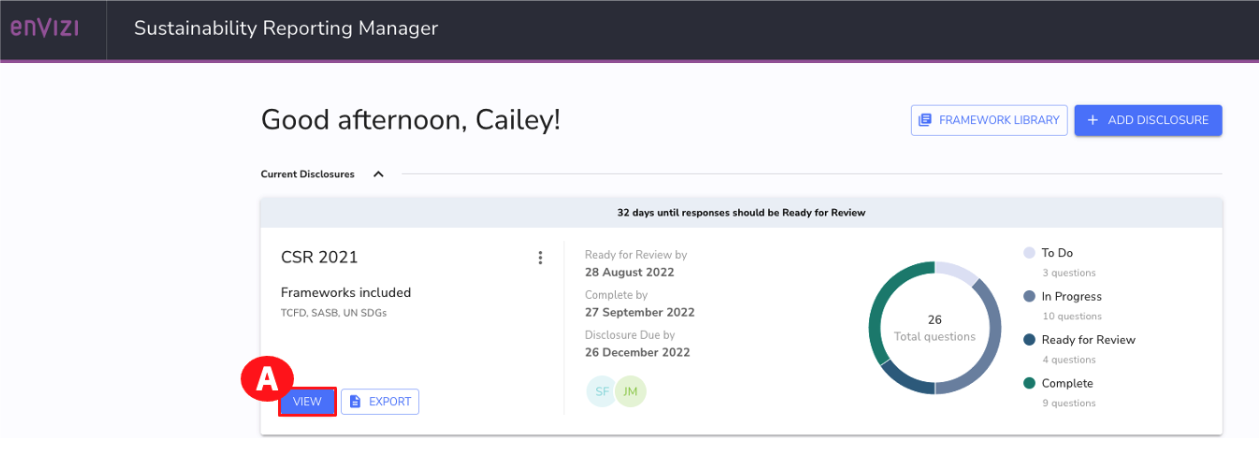 enVIZI
Sustainability Reporting Manager
Good afternoon, Cailey!
FRAMEWORK LIBRARY
+ ADD DISCLOSURE
Current Disclosures
32 days until responses should be Ready for Review
CSR 2021
Frameworks included
TCFD, SASB, UN SDGs
A
VIEW
EXPORT
Ready for Review by
28 August 2022
Complete by
27 September 2022
Disclosure Due by
26 December 2022
SF
JM
26
Total questions
To Do
3 questions
In Progress
10 questions
Ready for Review
4 questions
Complete
9 questions